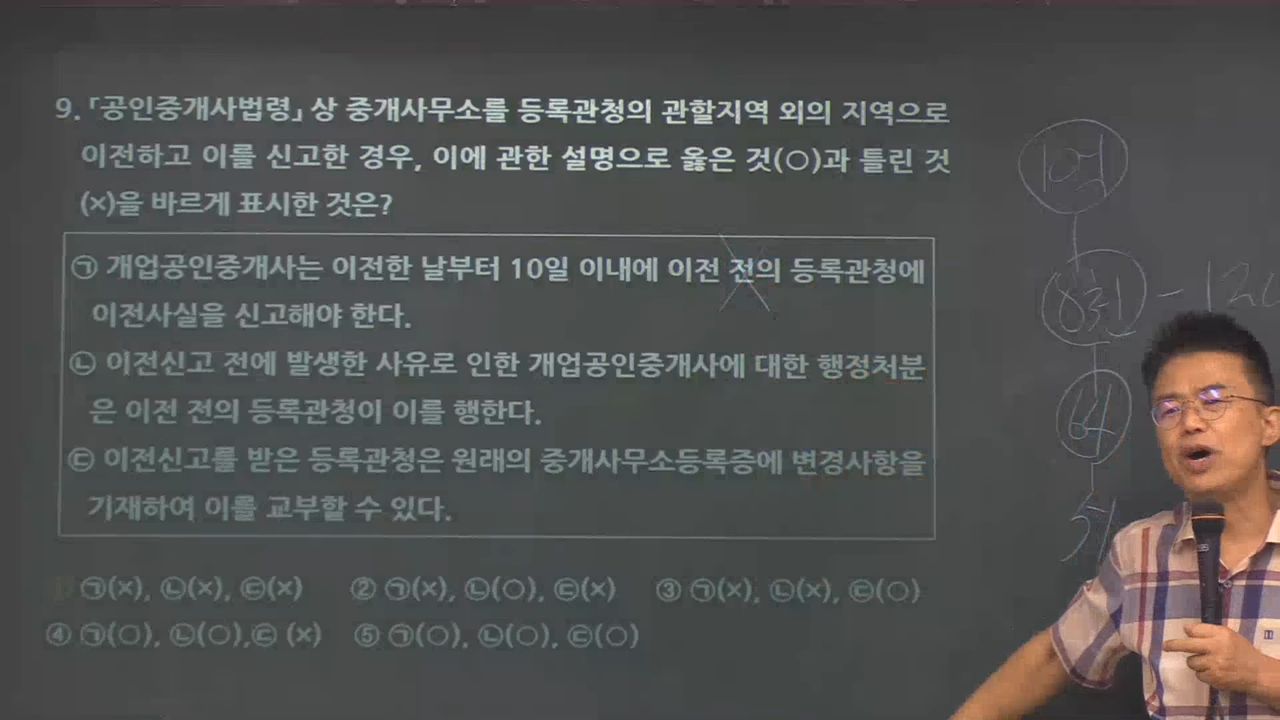 9. 「공인중개사법령」 상 중개사무소를 등록관청의 관할지역 외의 지역으로
이전하고 이를 신고한 경우, 이에 관한 설명으로 옳은 것(○)과 틀린 것
(×)을 바르게 표시한 것은?
㉠ 개업공인중개사는 이전한 날부터 10일 이내에 이전 전의 등록관청에
이전사실을 신고해야 한다.
㉡ 이전신고 전에 발생한 사유로 인한 개업공인중개사에 대한 행정처분
은 이전 전의 등록관청이 이를 행한다.
㉢ 이전신고를 받은 등록관청은 원래의 중개사무소등록증에 변경사항을
기재하여 이를 교부할 수 있다.
① ㉠(×), ㉡(×), ㉢(×) ② ㉠(×), ㉡(○), ㉢(×) ③ ㉠(×), ㉡(×), ㉢(○)
④ ㉠(○), ㉡(○),㉢ (×) ⑤ ㉠(○), ㉡(○), ㉢(○)
1억
8천 - 120
64